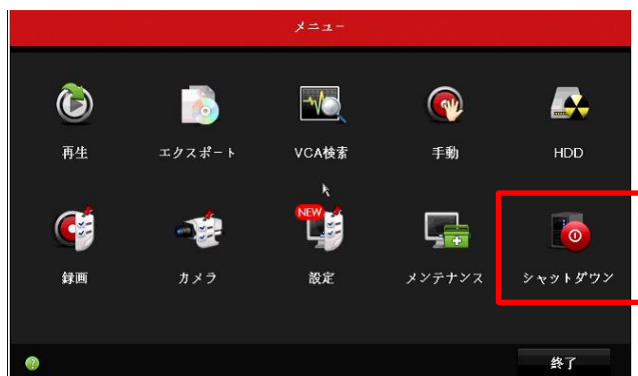 メニュー
再生 エクスポート VCA検索 手動 HDD
NEW
録画 カメラ 設定 メンテナンス シャットダウン
終了